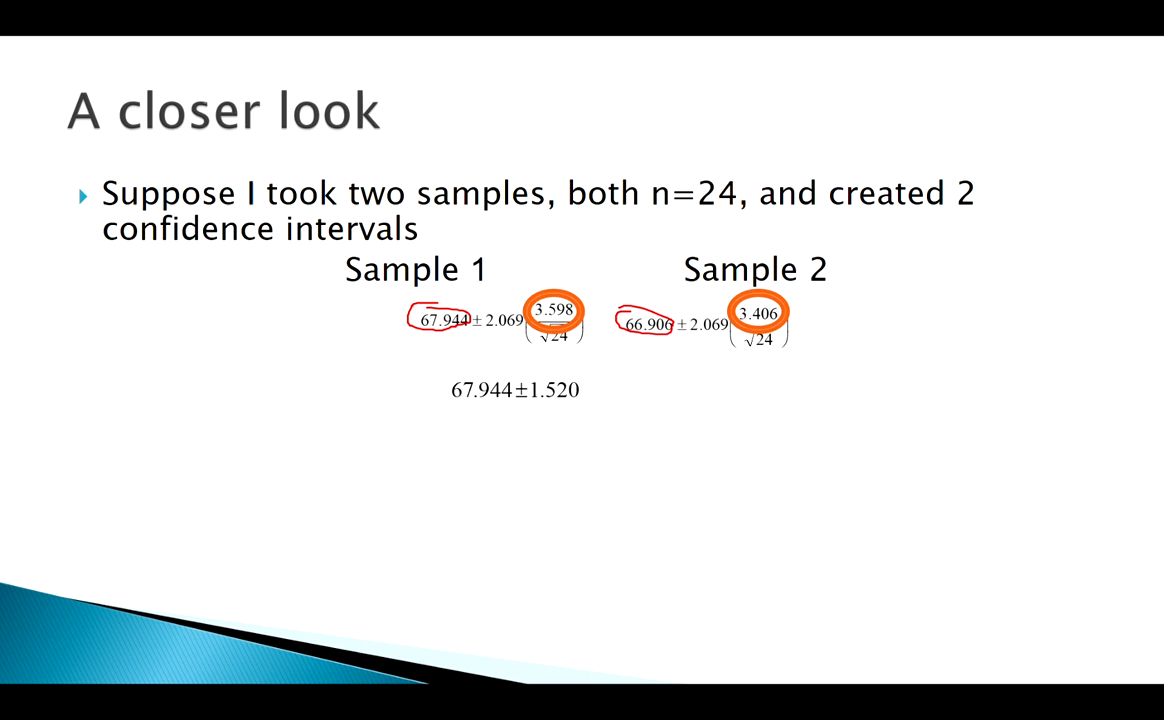 A closer look
Suppose I took two samples, both n=24, and created 2
confidence intervals
Sample 1 Sample 2
67.944 ± 2.069 (3.598/√24) 66.906 ± 2.069 (3.406/√24)
67.944±1.520